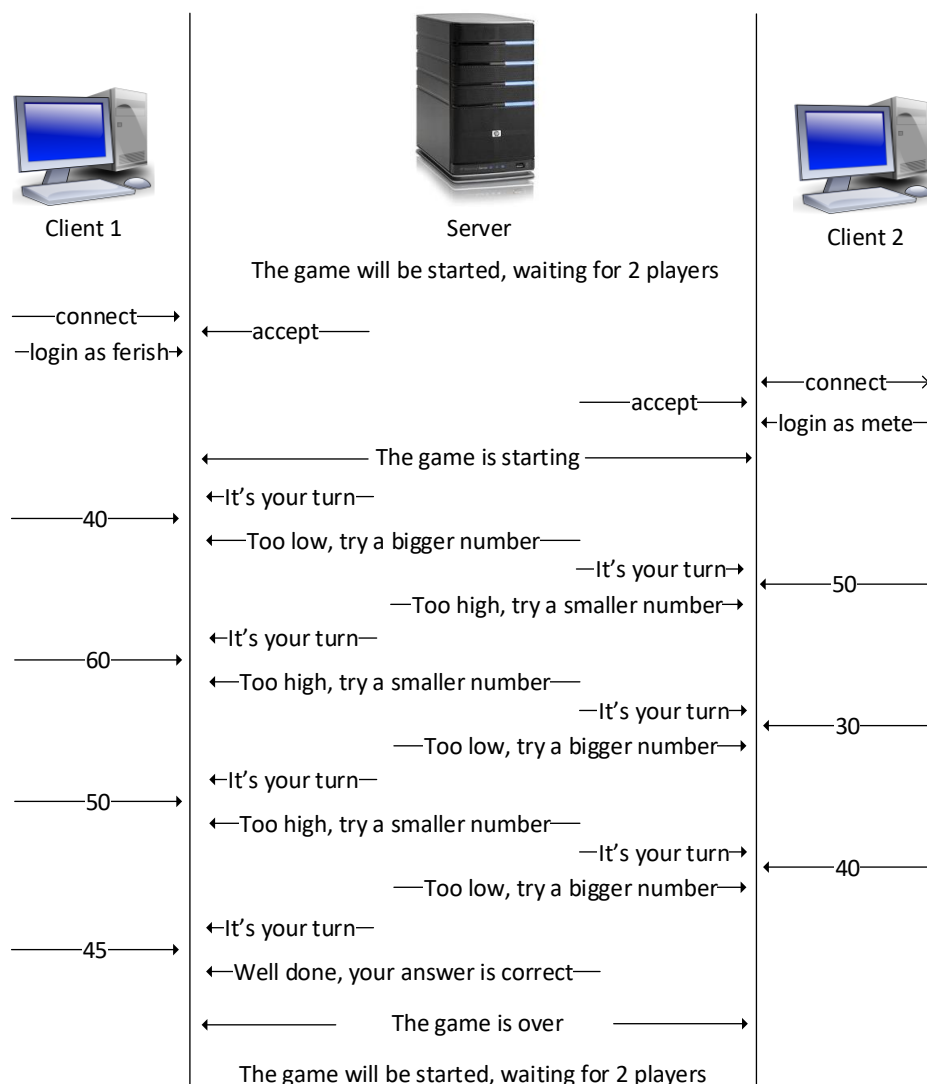 Client 1
Server
Client 2
The game will be started, waiting for 2 players
connect
accept
login as ferish
connect
accept
login as mete
The game is starting
It’s your turn
40
Too low, try a bigger number
It’s your turn
50
Too high, try a smaller number
It’s your turn
60
Too high, try a smaller number
It’s your turn
30
Too low, try a bigger number
It’s your turn
50
Too high, try a smaller number
It’s your turn
40
Too low, try a bigger number
It’s your turn
45
Well done, your answer is correct
The game is over
The game will be started, waiting for 2 players